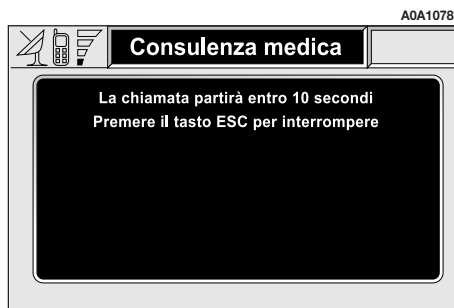 A0A1078
Consulenza medica
La chiamata partirà entro 10 secondi
Premere il tasto ESC per interrompere